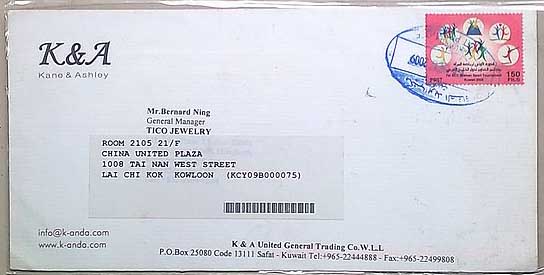 K&A
Kane & Ashley
150
FILS
POST
Kuwait
Mr.Bernard Ning
General Manager
TICO JEWELRY
ROOM 2105 21/F
CHINA UNITED PLAZA
1008 TAI NAN WEST STREET
LAI CHI KOK KOWLOON (KCY09B000075)
info@k-anda.com
www.k-anda.com
K & A United General Trading Co.W.L.L
P.O.Box 25080 Code 13111 Safat - Kuwait Tel:+965-22444888 - Fax:+965-22499808